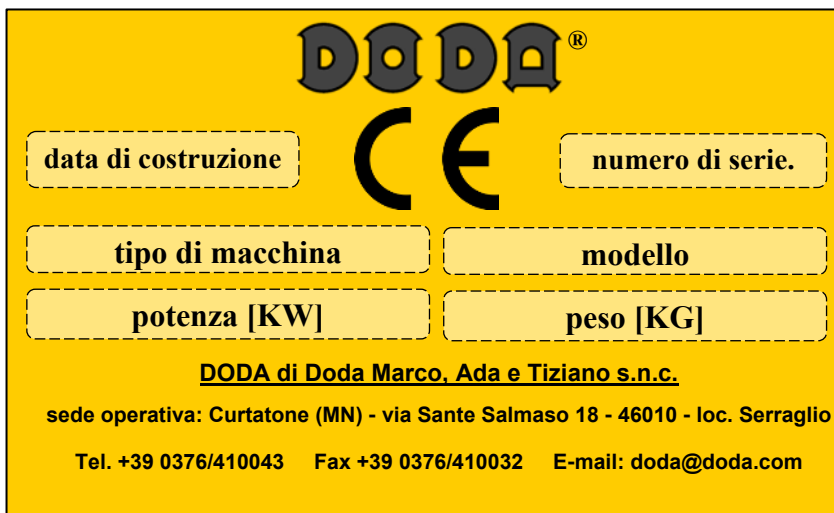 DODA®
CE
data di costruzione
numero di serie.
tipo di macchina
modello
potenza [KW]
peso [KG]
DODA di Doda Marco, Ada e Tiziano s.n.c.
sede operativa: Curtatone (MN) - via Sante Salmaso 18 - 46010 - loc. Serraglio
Tel. +39 0376/410043 Fax +39 0376/410032 E-mail: doda@doda.com